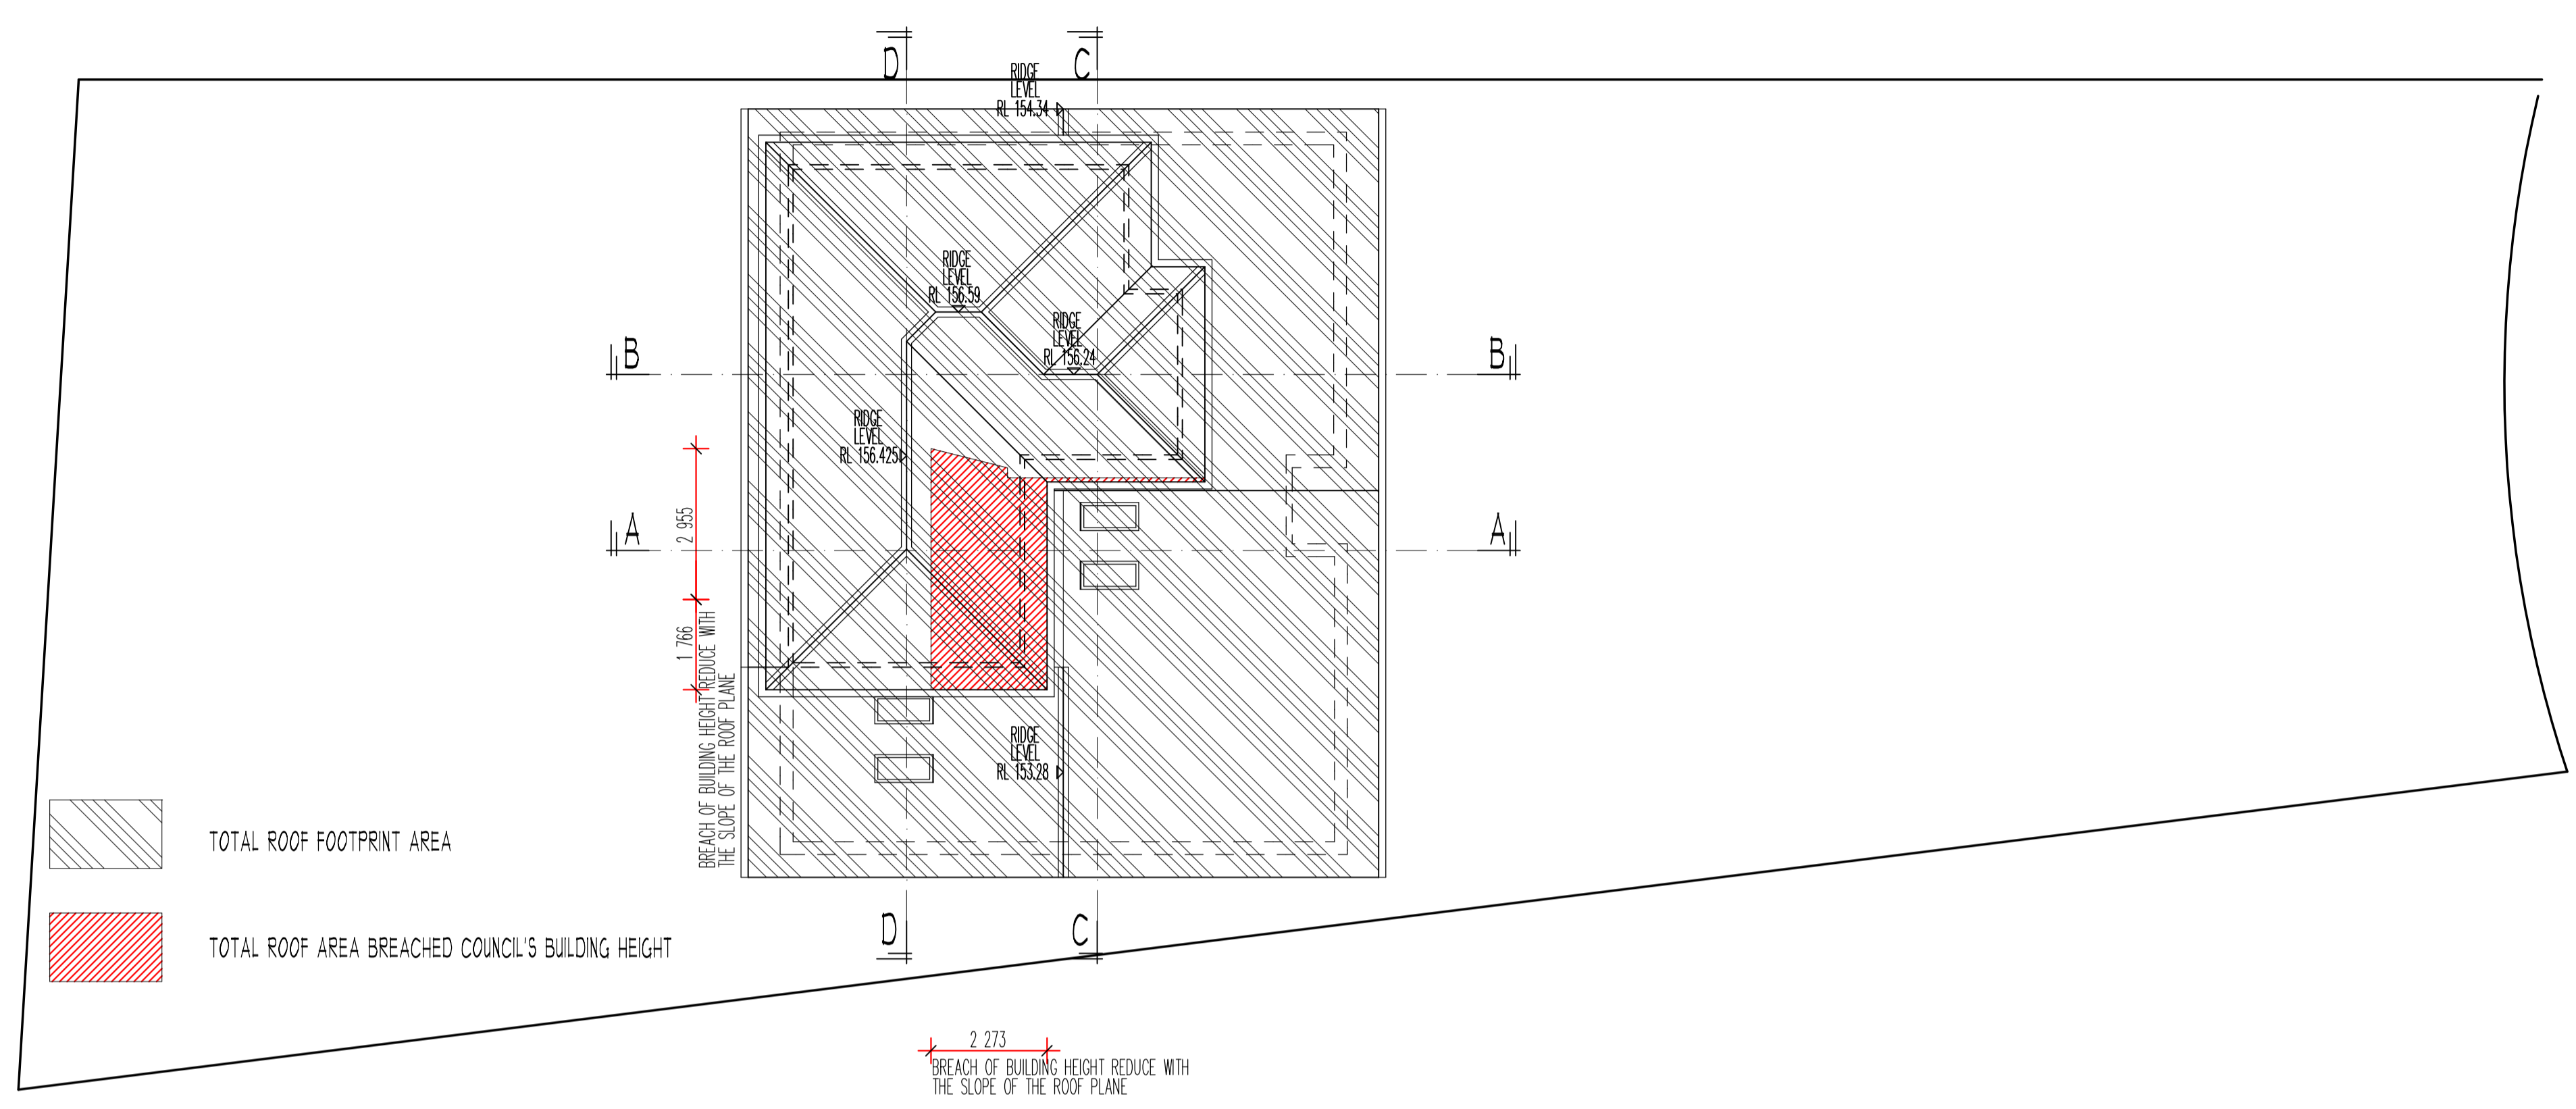 D
C
RIDGE
LEVEL
RL 154.34
RIDGE
LEVEL
RL 156.59
RIDGE
LEVEL
RL 156.24
B
B
RIDGE
LEVEL
RL 156.425
2 955
A
A
1 766
BREACH OF BUILDING HEIGHT REDUCE WITH
THE SLOPE OF THE ROOF PLANE
RIDGE
LEVEL
RL 153.28
TOTAL ROOF FOOTPRINT AREA
TOTAL ROOF AREA BREACHED COUNCIL'S BUILDING HEIGHT
D
C
2 273
BREACH OF BUILDING HEIGHT REDUCE WITH
THE SLOPE OF THE ROOF PLANE